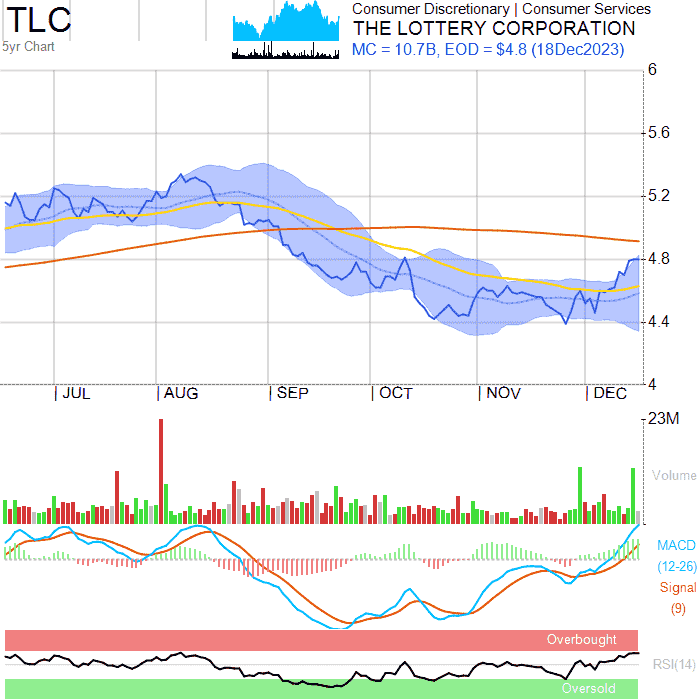 TLC
5yr Chart
Consumer Discretionary | Consumer Services
THE LOTTERY CORPORATION
MC = 10.7B, EOD = $4.8 (18Dec2023)
6
5.6
5.2
4.8
4.4
4
| JUL | AUG | SEP | OCT | NOV | DEC
23M
Volume
MACD
(12-26)
Signal
(9)
Overbought
RSI(14)
Oversold